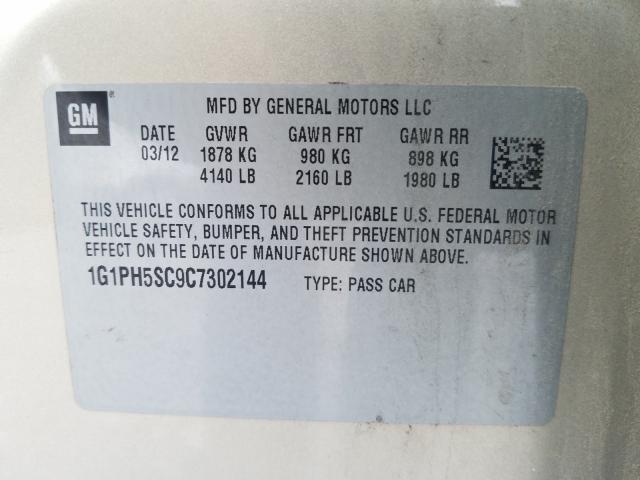 GM
MFD BY GENERAL MOTORS LLC
DATE GVWR GAWR FRT GAWR RR
03/12 1878 KG 980 KG 898 KG
4140 LB 2160 LB 1980 LB
THIS VEHICLE CONFORMS TO ALL APPLICABLE U.S. FEDERAL MOTOR
VEHICLE SAFETY, BUMPER, AND THEFT PREVENTION STANDARDS IN
EFFECT ON THE DATE OF MANUFACTURE SHOWN ABOVE.
1G1PH5SC9C7302144 TYPE: PASS CAR